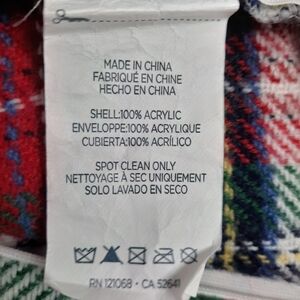 MADE IN CHINA
FABRIQUÉ EN CHINE
HECHO EN CHINA
SHELL:100% ACRYLIC
ENVELOPPE:100% ACRYLIQUE
CUBIERTA:100% ACRÍLICO
SPOT CLEAN ONLY
NETTOYAGE À SEC UNIQUEMENT
SOLO LAVADO EN SECO
RN 121068 • CA 52641